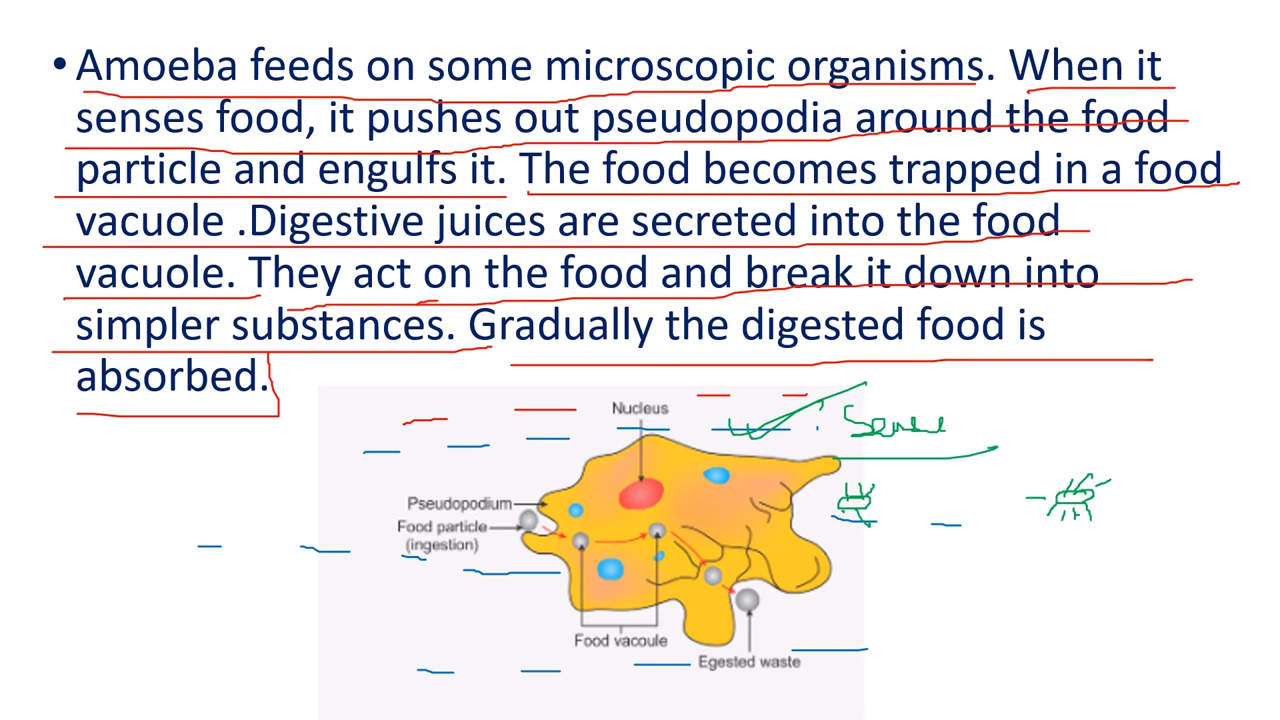 • Amoeba feeds on some microscopic organisms. When it
senses food, it pushes out pseudopodia around the food
particle and engulfs it. The food becomes trapped in a food
vacuole .Digestive juices are secreted into the food
vacuole. They act on the food and break it down into
simpler substances. Gradually the digested food is
absorbed.
Nucleus
Sense
Pseudopodium
Food particle
(ingestion)
Food vacoule
Egested waste